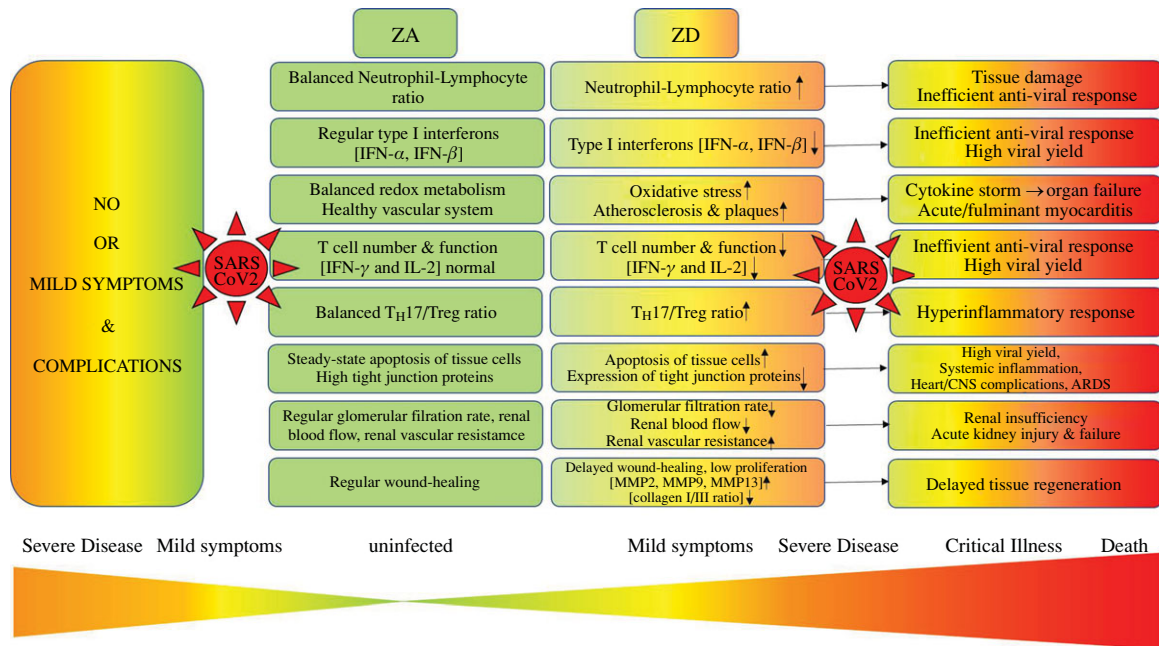 ZA
ZD
NO
OR
MILD SYMPTOMS
&
COMPLICATIONS
SARS
CoV2
Balanced Neutrophil-Lymphocyte
ratio
Neutrophil-Lymphocyte ratio ↑
Tissue damage
Inefficient anti-viral response
Regular type I interferons
[IFN-α, IFN-β]
Type I interferons [IFN-α, IFN-β] ↓
Inefficient anti-viral response
High viral yield
Balanced redox metabolism
Healthy vascular system
Oxidative stress ↑
Atherosclerosis & plaques ↑
Cytokine storm → organ failure
Acute/fulminant myocarditis
T cell number & function
[IFN-γ and IL-2] normal
T cell number & function ↓
[IFN-γ and IL-2] ↓
SARS
CoV2
Ineffivient anti-viral response
High viral yield
Balanced TH17/Treg ratio
TH17/Treg ratio ↑
Hyperinflammatory response
Steady-state apoptosis of tissue cells
High tight junction proteins
Apoptosis of tissue cells ↑
Expression of tight junction proteins ↓
High viral yield,
Systemic inflammation,
Heart/CNS complications, ARDS
Regular glomerular filtration rate, renal
blood flow, renal vascular resistamce
Glomerular filtration rate ↓
Renal blood flow ↓
Renal vascular resistance ↑
Renal insufficiency
Acute kidney injury & failure
Regular wound-healing
Delayed wound-healing, low proliferation
[MMP2, MMP9, MMP13] ↑
[collagen I/III ratio] ↓
Delayed tissue regeneration
Severe Disease Mild symptoms uninfected Mild symptoms Severe Disease Critical Illness Death